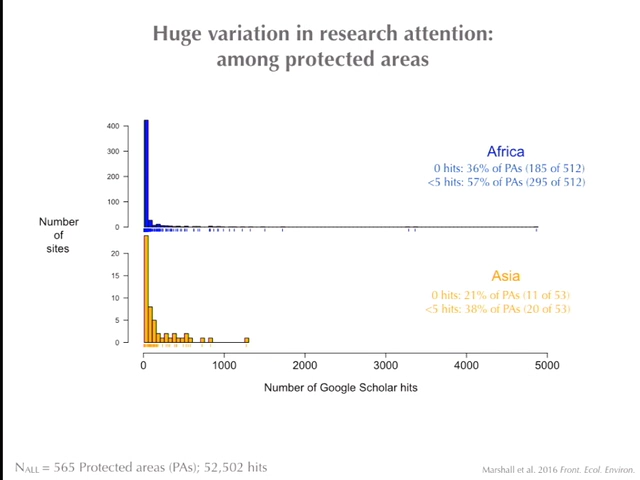 Huge variation in research attention:
among protected areas
400
300
200
100
0
Africa
0 hits: 36% of PAs (185 of 512)
<5 hits: 57% of PAs (295 of 512)
Number
of
sites
20
15
10
5
0
Asia
0 hits: 21% of PAs (11 of 53)
<5 hits: 38% of PAs (20 of 53)
0 1000 2000 3000 4000 5000
Number of Google Scholar hits
NALL = 565 Protected areas (PAs); 52,502 hits
Marshall et al. 2016 Front. Ecol. Environ.